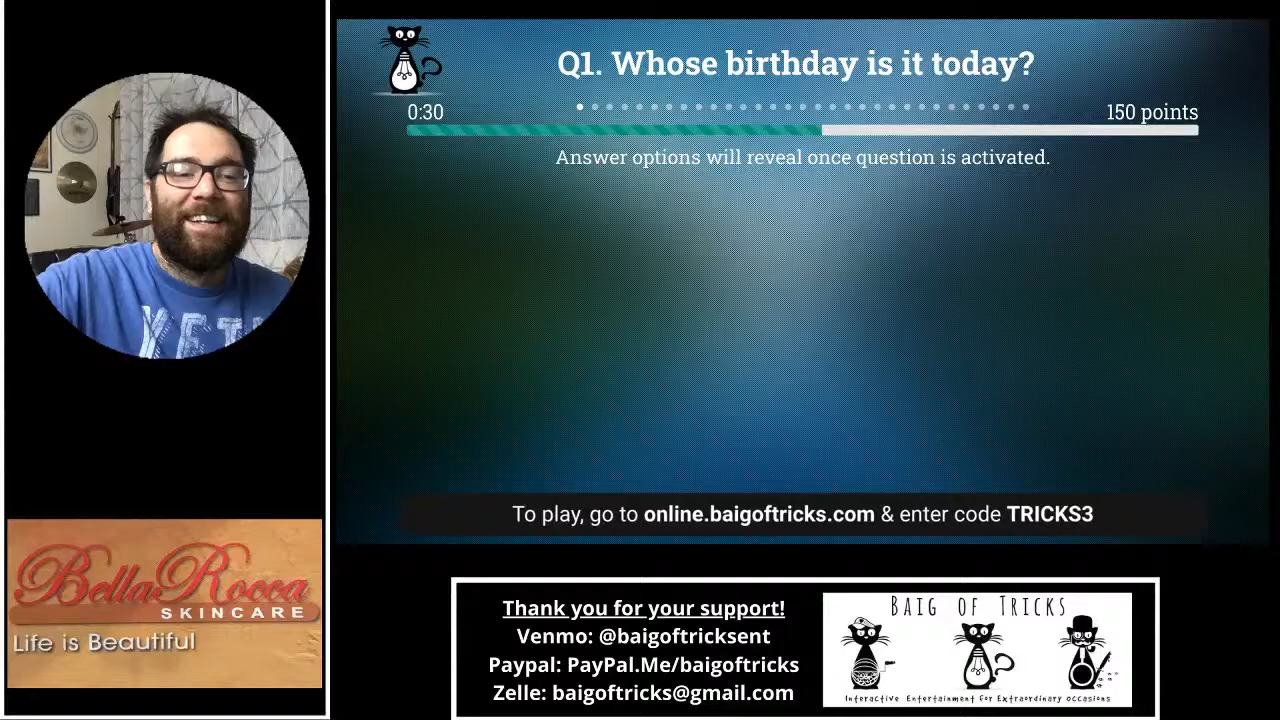 Q1. Whose birthday is it today?
0:30
150 points
Answer options will reveal once question is activated.
To play, go to online.baigoftricks.com & enter code TRICKS3
BellaRocca
SKINCARE
Life is Beautiful
Thank you for your support!
Venmo: @baigoftricksent
Paypal: PayPal.Me/baigoftricks
Zelle: baigoftricks@gmail.com
BAIG OF TRICKS
Interactive Entertainment for Extraordinary occasions